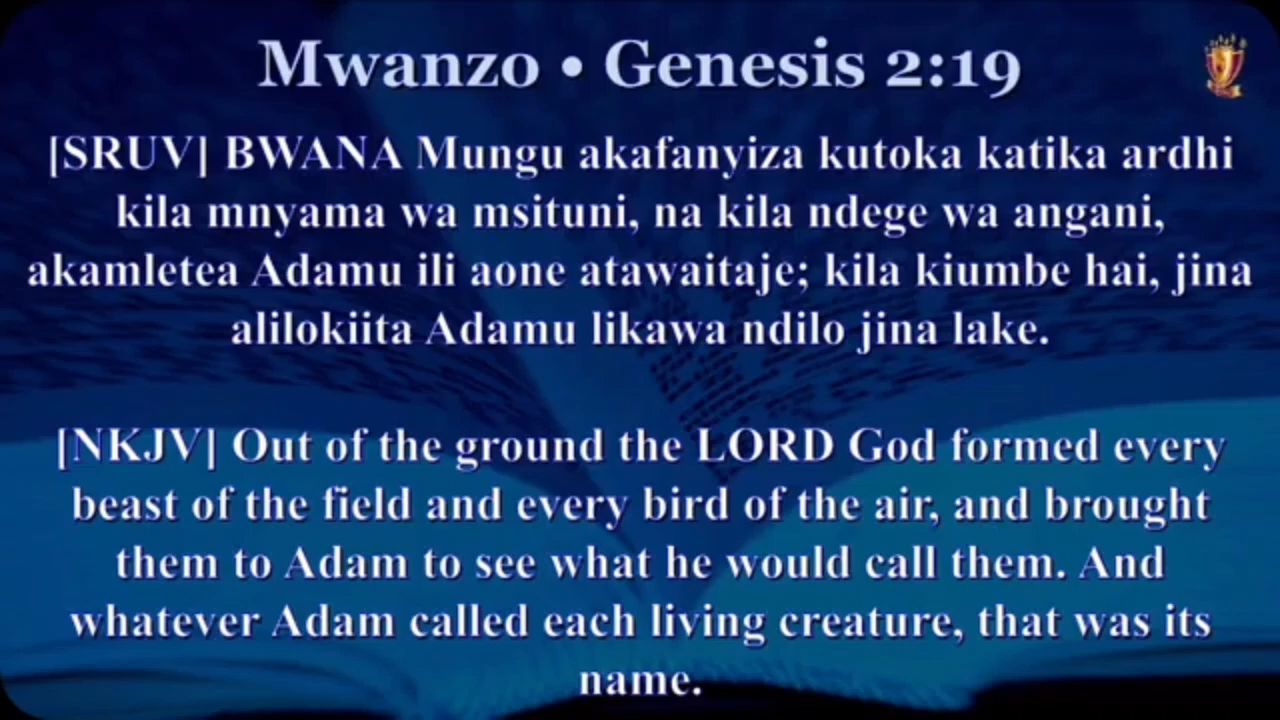 Mwanzo • Genesis 2:19
[SRUV] BWANA Mungu akafanyiza kutoka katika ardhi
kila mnyama wa msituni, na kila ndege wa angani,
akamletea Adamu ili aone atawaitaje; kila kiumbe hai, jina
alilokiita Adamu likawa ndilo jina lake.
[NKJV] Out of the ground the LORD God formed every
beast of the field and every bird of the air, and brought
them to Adam to see what he would call them. And
whatever Adam called each living creature, that was its
name.